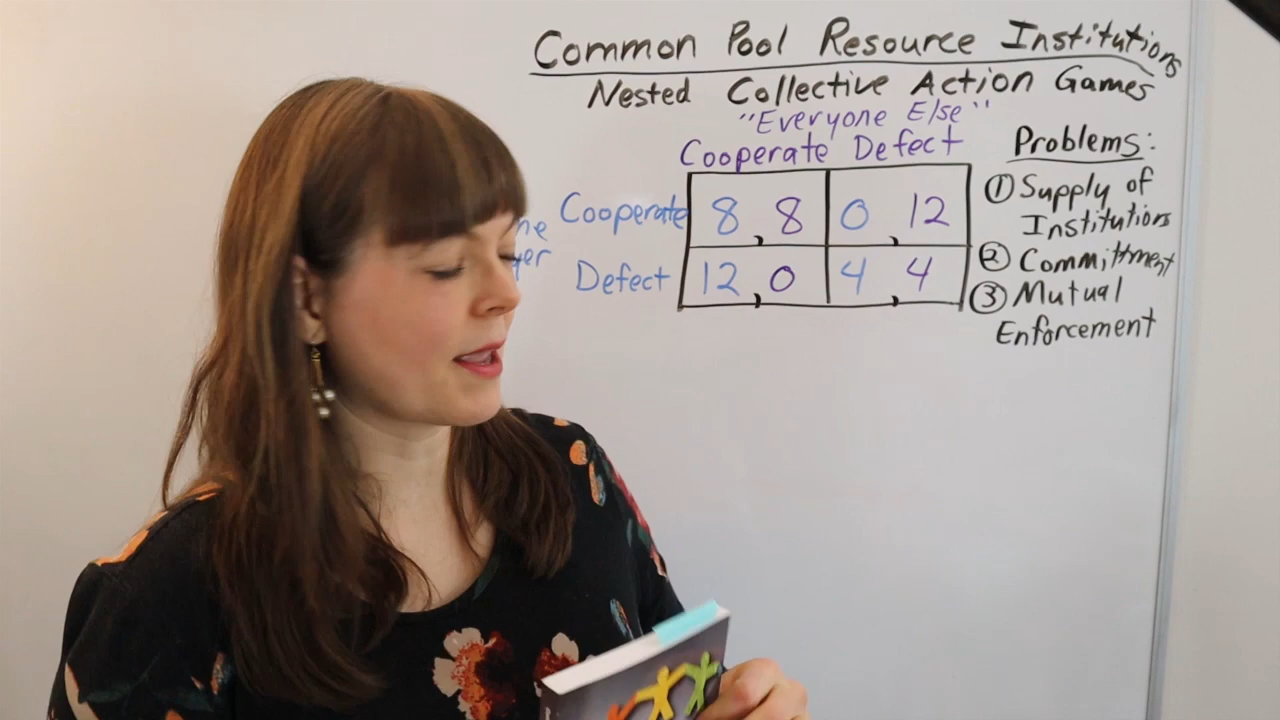 Common Pool Resource Institutions
Nested Collective Action Games
"Everyone Else"
Cooperate Defect
Problems:
① Supply of
Institutions
② Committment
③ Mutual
Enforcement
Cooperate 8, 8 0, 12
Defect 12, 0 4, 4